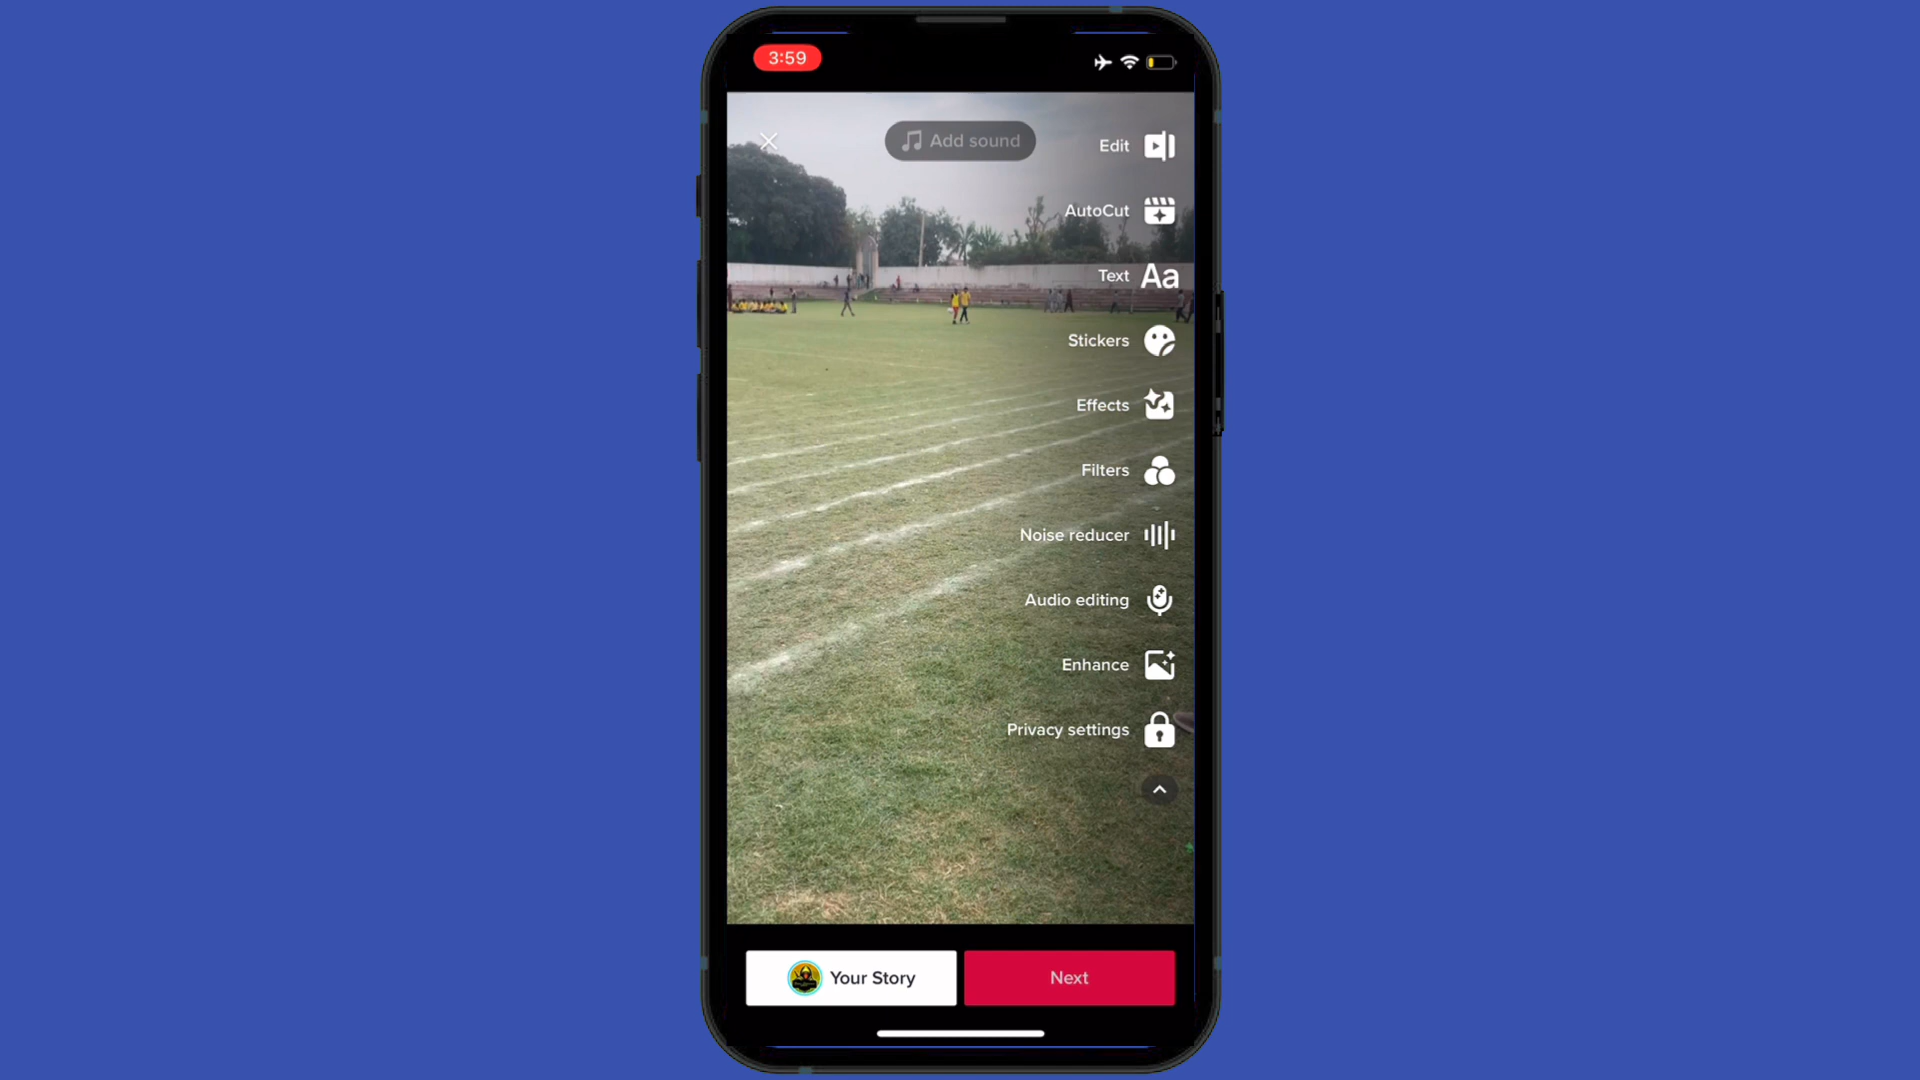 3:59
Add sound
Edit
AutoCut
Text Aa
Stickers
Effects
Filters
Noise reducer
Audio editing
Enhance
Privacy settings
Your Story
Next